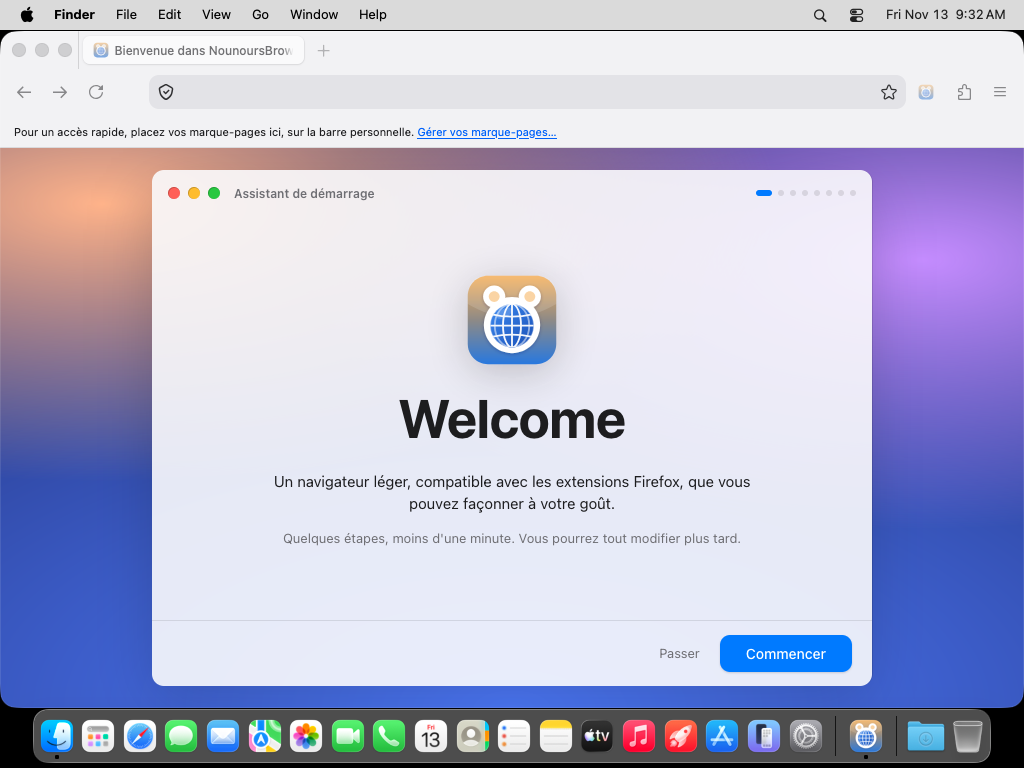 Finder File Edit View Go Window Help Fri Nov 13 9:32 AM
Bienvenue dans NounoursBrow
Pour un accès rapide, placez vos marque-pages ici, sur la barre personnelle. Gérer vos marque-pages...
Assistant de démarrage
Welcome
Un navigateur léger, compatible avec les extensions Firefox, que vous
pouvez façonner à votre goût.
Quelques étapes, moins d'une minute. Vous pourrez tout modifier plus tard.
Passer Commencer
Fri
13
tv